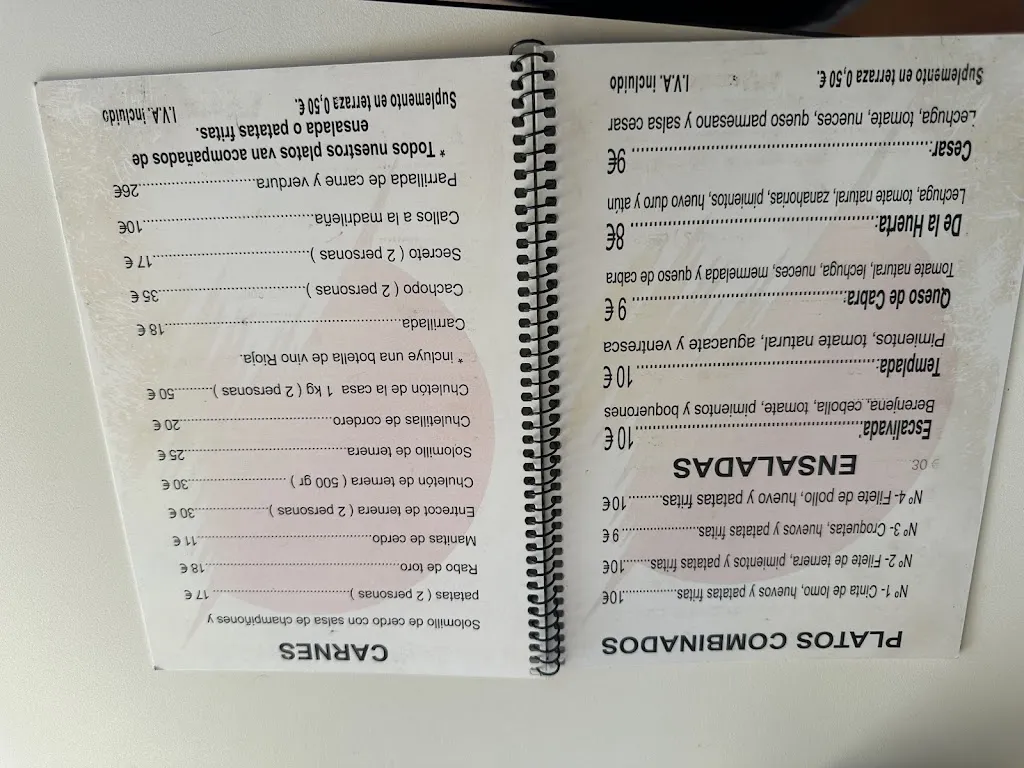 PLATOS COMBINADOS
Nº 1- Cinta de lomo, huevos y patatas fritas..............10€
Nº 2- Filete de ternera, pimientos y patatas fritas.......10€
Nº 3- Croquetas, huevos y patatas fritas...................9 €
Nº 4- Filete de pollo, huevo y patatas fritas.........10€
ENSALADAS
Escalivada..............................10 €
Berenjena, cebolla, tomate, pimientos y boquerones
Templada:..............................10 €
Pimientos, tomate natural, aguacate y ventresca
Queso de Cabra:..............................9 €
Tomate natural, lechuga, nueces, mermelada y queso de cabra
De la Huerta:..............................8€
Lechuga, tomate natural, zanahorias, pimientos, huevo duro y atún
Cesar:..............................9€
Lechuga, tomate, nueces, queso parmesano y salsa cesar
Suplemento en terraza 0,50 €. I.V.A. incluido
CARNES
Solomillo de cerdo con salsa de champiñones y
patatas ( 2 personas )..............................17 €
Rabo de toro..............................18 €
Manitas de cerdo..............................11 €
Entrecot de ternera ( 2 personas )....................30 €
Chuletón de ternera ( 500 gr ) ....................30 €
Solomillo de ternera..............................25 €
Chuletillas de cordero..............................20 €
Chuletón de la casa 1 kg ( 2 personas )..........50 €
* incluye una botella de vino Rioja.
Carrillada..............................18 €
Cachopo ( 2 personas )..............................35 €
Secreto ( 2 personas )..............................17 €
Callos a la madrileña..............................10€
Parrillada de carne y verdura....................26€
* Todos nuestros platos van acompañados de
ensalada o patatas fritas.
Suplemento en terraza 0,50 €. I.V.A. incluido